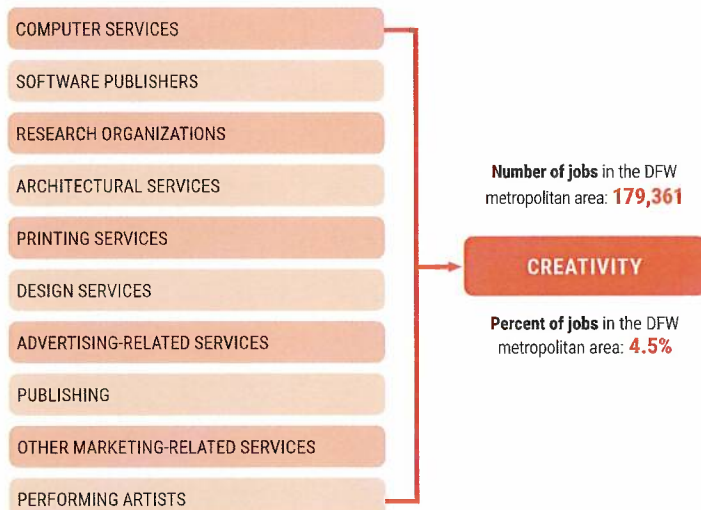 COMPUTER SERVICES
SOFTWARE PUBLISHERS
RESEARCH ORGANIZATIONS
ARCHITECTURAL SERVICES
PRINTING SERVICES
DESIGN SERVICES
ADVERTISING-RELATED SERVICES
PUBLISHING
OTHER MARKETING-RELATED SERVICES
PERFORMING ARTISTS
Number of jobs in the DFW
metropolitan area: 179,361
CREATIVITY
Percent of jobs in the DFW
metropolitan area: 4.5%